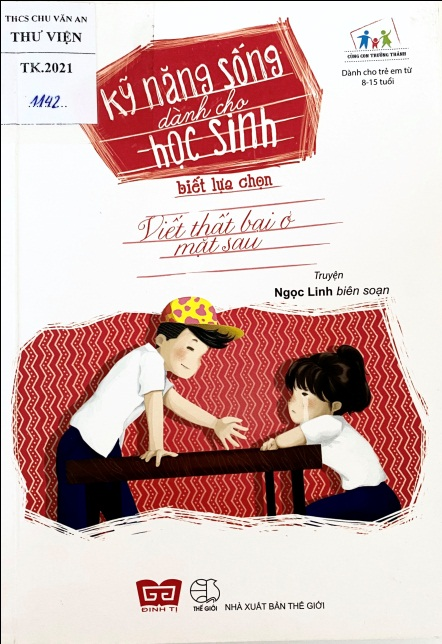 THCS CHU VĂN AN
THƯ VIỆN
TK.2021
1142..
CÙNG CON TRƯỞNG THÀNH
Dành cho trẻ em từ
8-15 tuổi
Kỹ năng sống
dành cho
học sinh
biết lựa chọn
Viết thất bại ở
mặt sau
Truyện
Ngọc Linh biên soạn
ĐINH TỊ
THẾ GIỚI
NHÀ XUẤT BẢN THẾ GIỚI